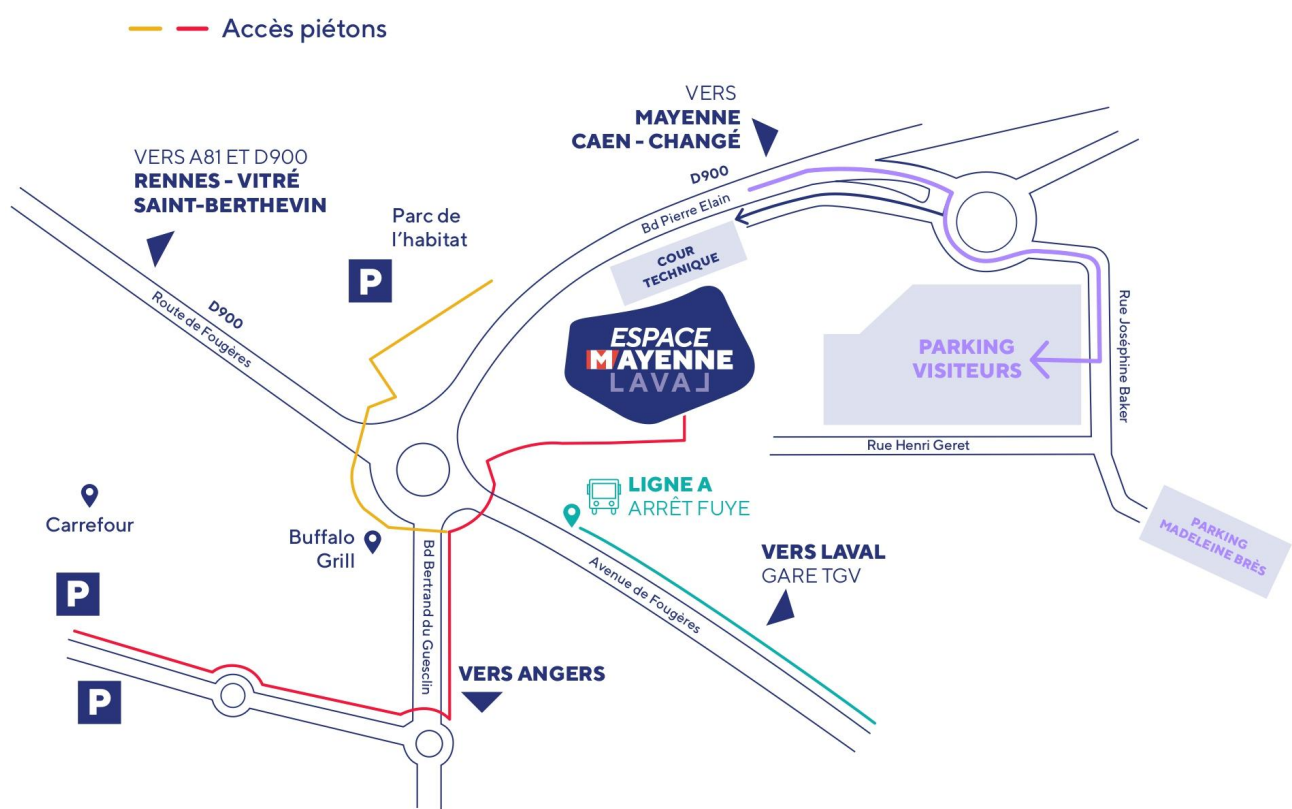 Accès piétons
VERS
MAYENNE
CAEN - CHANGÉ
VERS A81 ET D900
RENNES - VITRÉ
SAINT-BERTHEVIN
D900
Bd Pierre Elain
Parc de
l'habitat
P
COUR
TECHNIQUE
D900
Route de Fougères
ESPACE
MAYENNE
LAVAL
PARKING
VISITEURS
Rue Joséphine Baker
Rue Henri Geret
LIGNE A
ARRÊT FUYE
Carrefour
Buffalo
Grill
PARKING
MADELEINE BRÈS
Bd Bertrand du Guesclin
Avenue de Fougères
VERS LAVAL
GARE TGV
P
VERS ANGERS
P